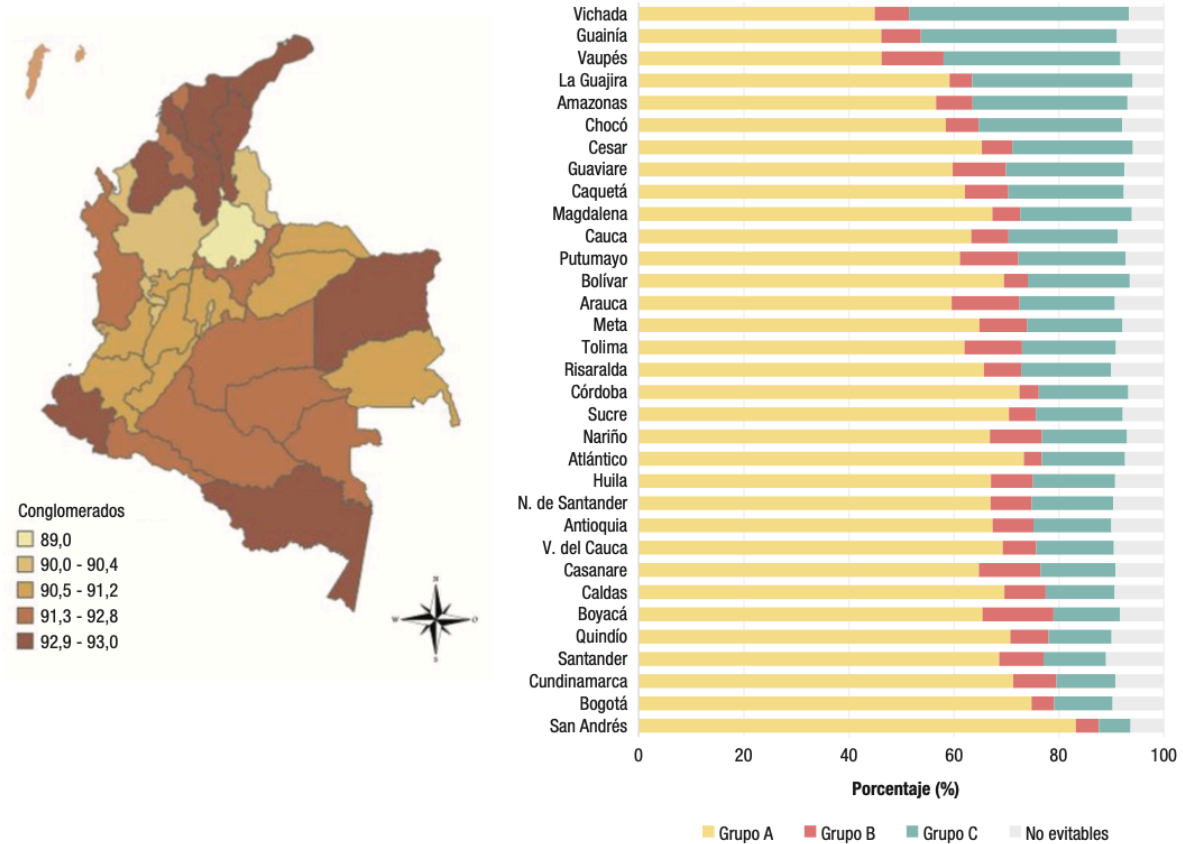 Conglomerados
89,0
90,0 - 90,4
90,5 - 91,2
91,3 - 92,8
92,9 - 93,0
N
W
O
S
Vichada
Guainía
Vaupés
La Guajira
Amazonas
Chocó
Cesar
Guaviare
Caquetá
Magdalena
Cauca
Putumayo
Bolívar
Arauca
Meta
Tolima
Risaralda
Córdoba
Sucre
Nariño
Atlántico
Huila
N. de Santander
Antioquia
V. del Cauca
Casanare
Caldas
Boyacá
Quindío
Santander
Cundinamarca
Bogotá
San Andrés
0 20 40 60 80 100
Porcentaje (%)
Grupo A Grupo B Grupo C No evitables